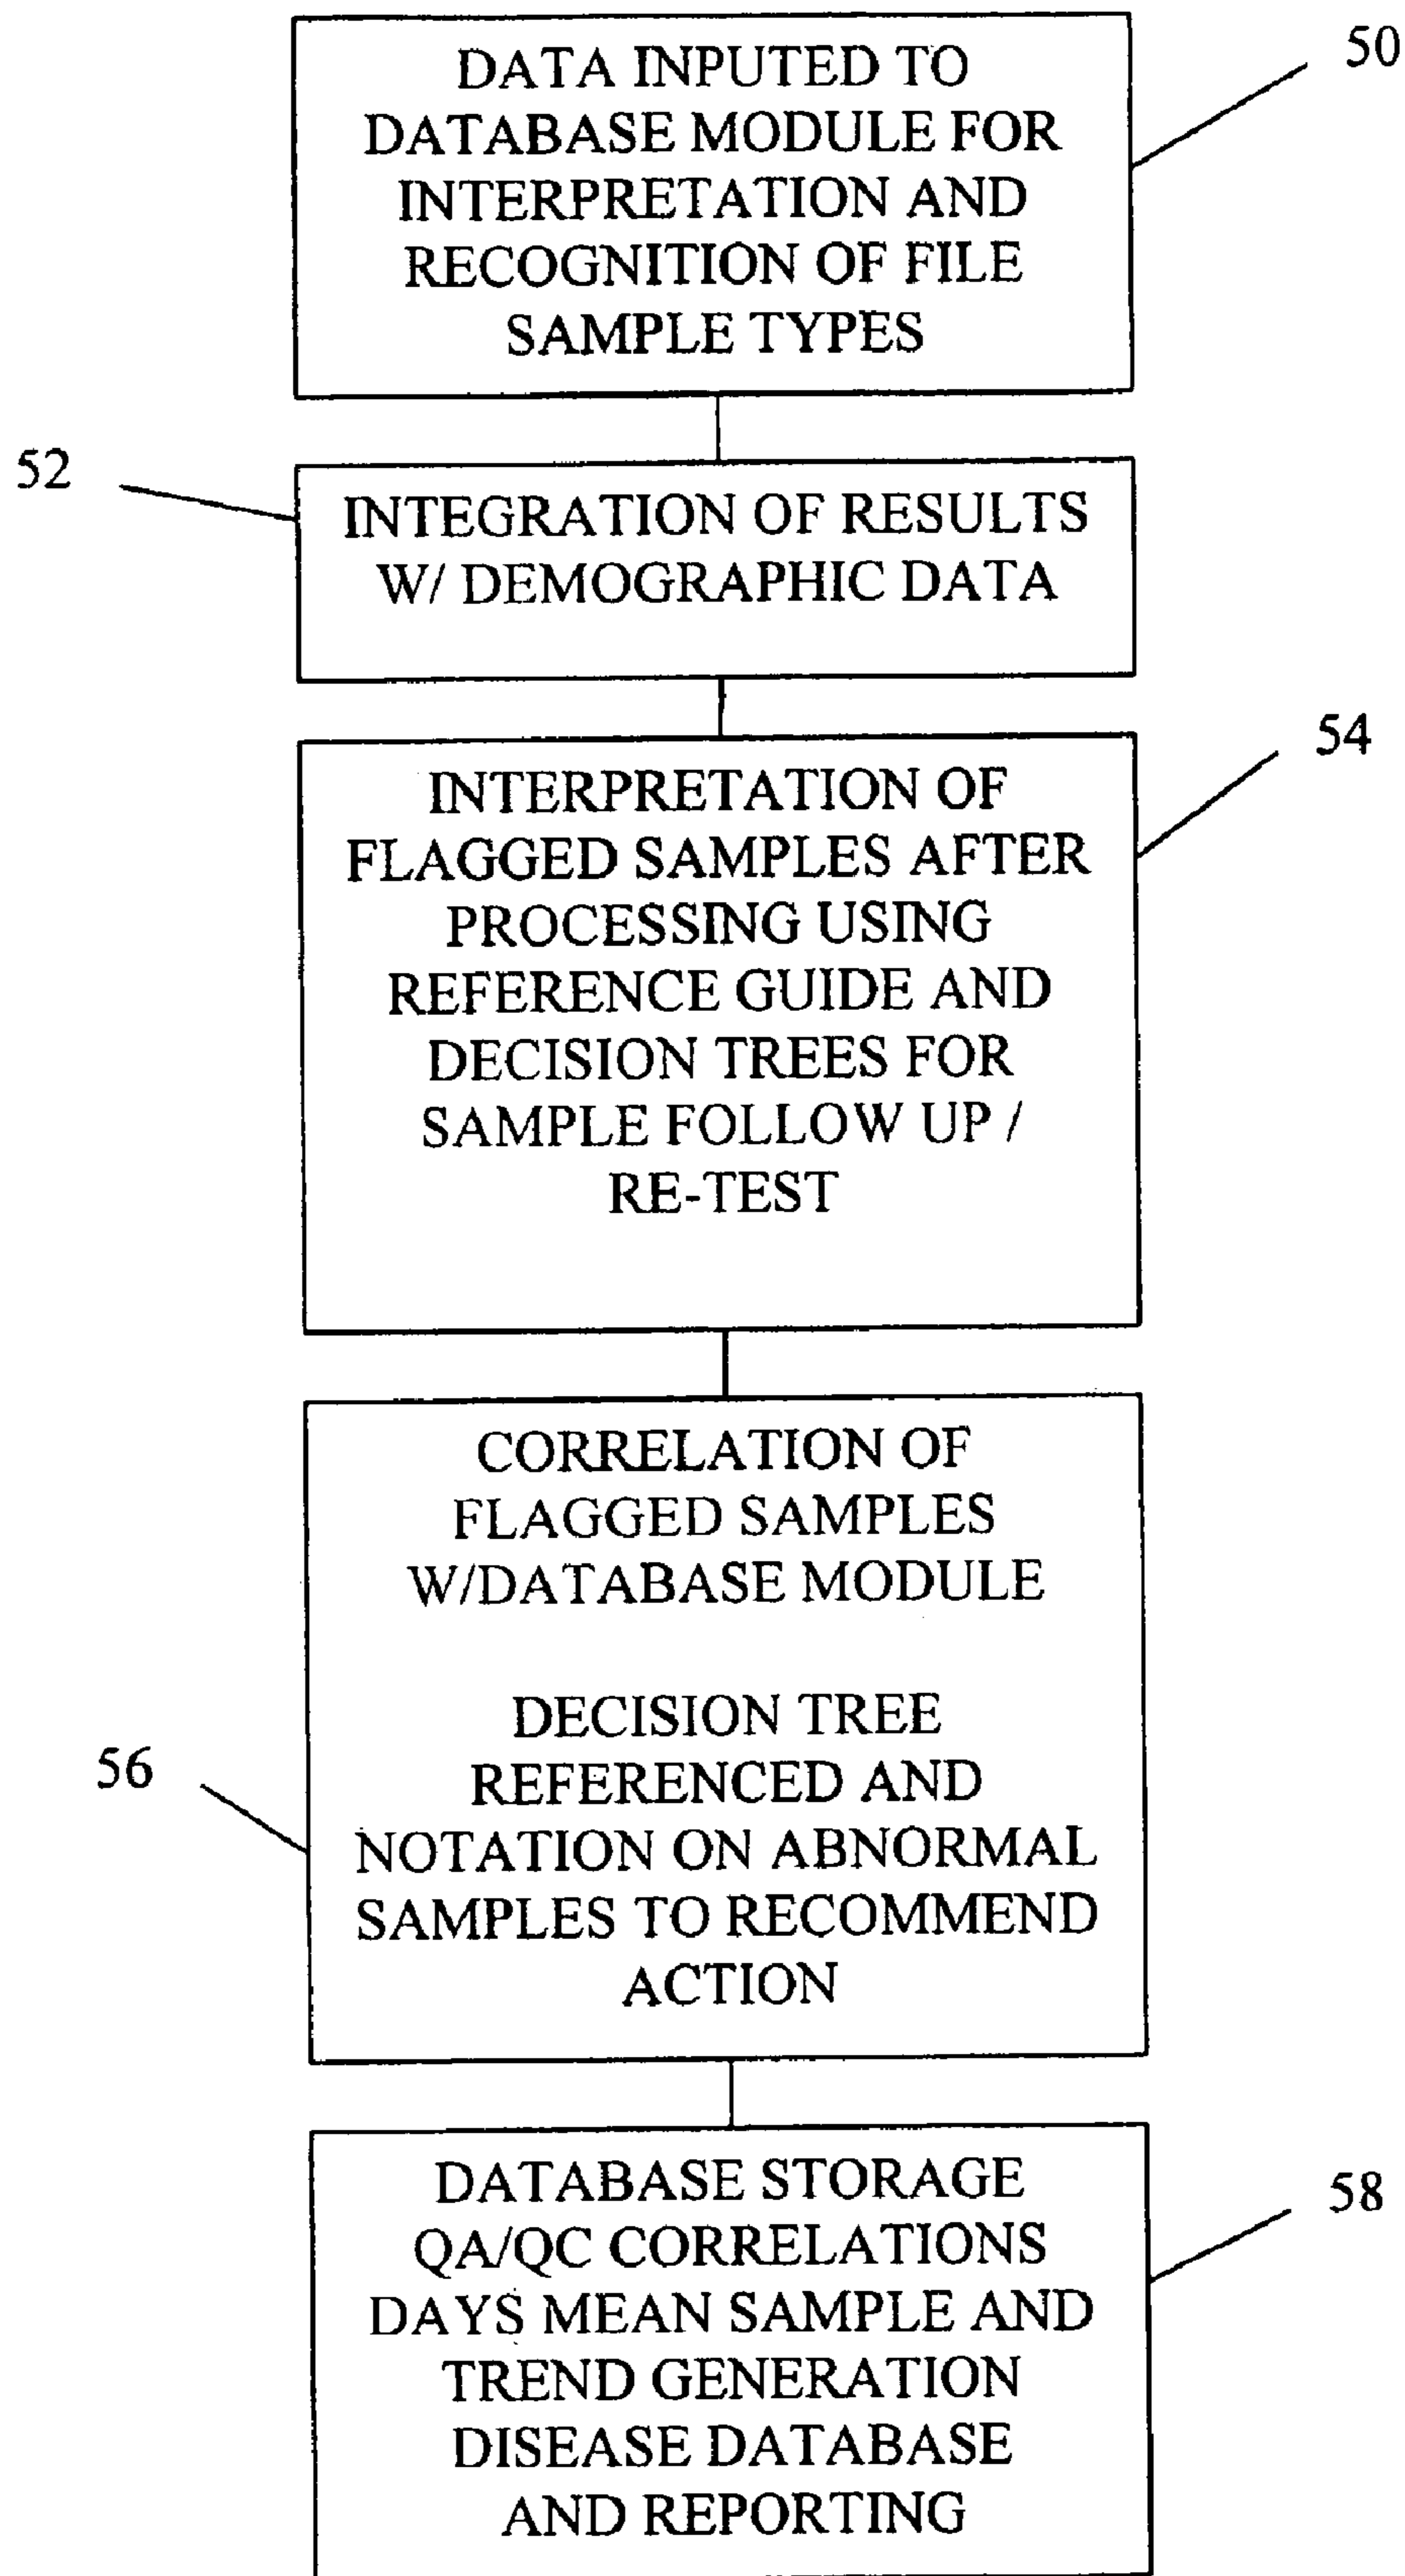 DATA INPUTED TO
DATABASE MODULE FOR
INTERPRETATION AND
RECOGNITION OF FILE
SAMPLE TYPES
50
52
INTEGRATION OF RESULTS
W/ DEMOGRAPHIC DATA
54
INTERPRETATION OF
FLAGGED SAMPLES AFTER
PROCESSING USING
REFERENCE GUIDE AND
DECISION TREES FOR
SAMPLE FOLLOW UP /
RE-TEST
CORRELATION OF
FLAGGED SAMPLES
W/DATABASE MODULE
DECISION TREE
REFERENCED AND
NOTATION ON ABNORMAL
SAMPLES TO RECOMMEND
ACTION
56
DATABASE STORAGE
QA/QC CORRELATIONS
DAYS MEAN SAMPLE AND
TREND GENERATION
DISEASE DATABASE
AND REPORTING
58